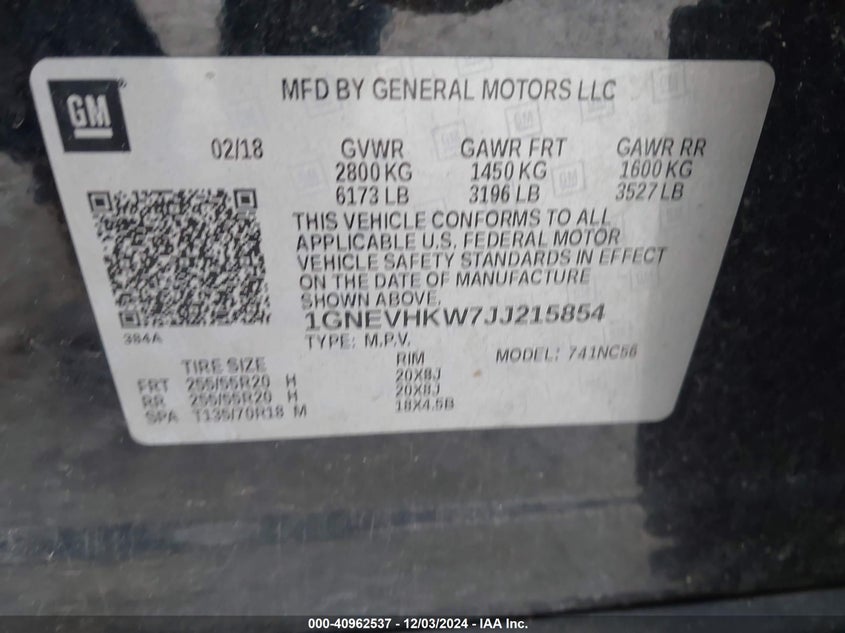 GM
MFD BY GENERAL MOTORS LLC
02/18 GVWR GAWR FRT GAWR RR
2800 KG 1450 KG 1600 KG
6173 LB 3196 LB 3527 LB
THIS VEHICLE CONFORMS TO ALL
APPLICABLE U.S. FEDERAL MOTOR
VEHICLE SAFETY STANDARDS IN EFFECT
ON THE DATE OF MANUFACTURE
SHOWN ABOVE.
1GNEVHKW7JJ215854
384A
TYPE: M.P.V. MODEL: 741NC56
TIRE SIZE RIM
FRT 255/55R20 H 20X8J
RR 255/55R20 H 20X8J
SPA T135/70R18 M 18X4.5B
000-40962537 - 12/03/2024 - IAA Inc.